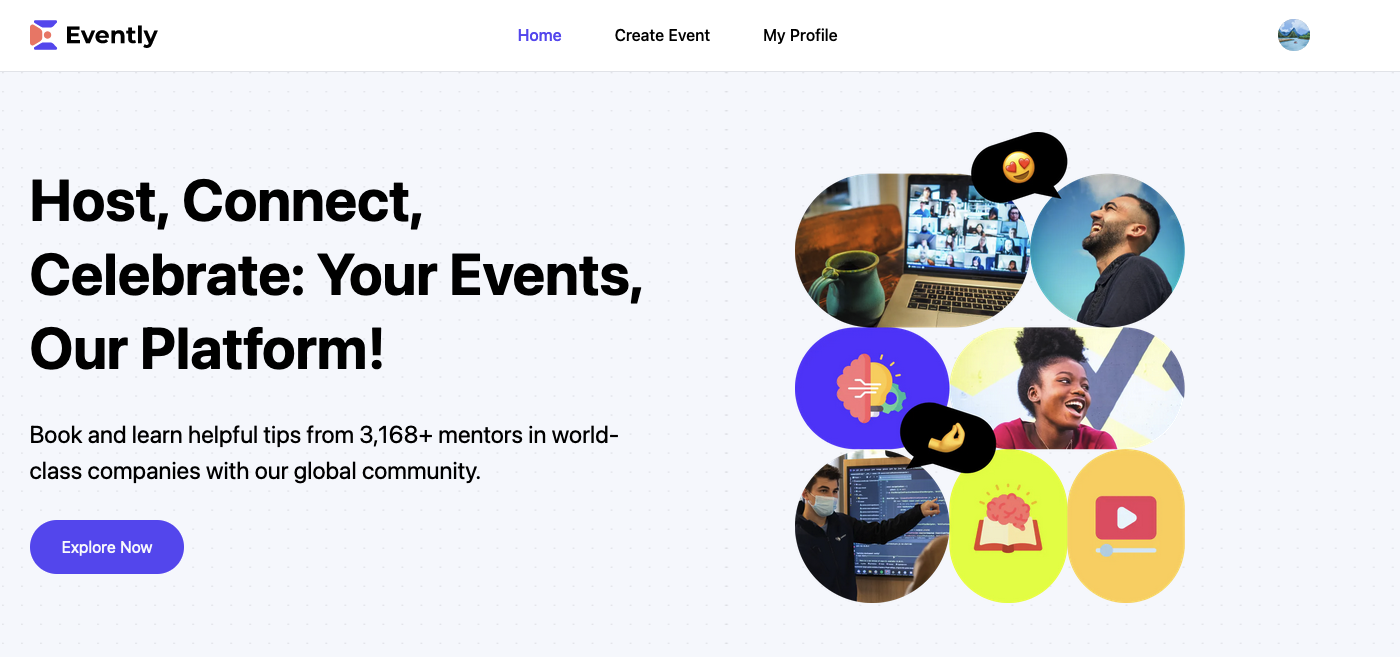 Evently
Home
Create Event
My Profile
Host, Connect,
Celebrate: Your Events,
Our Platform!
Book and learn helpful tips from 3,168+ mentors in world-
class companies with our global community.
Explore Now